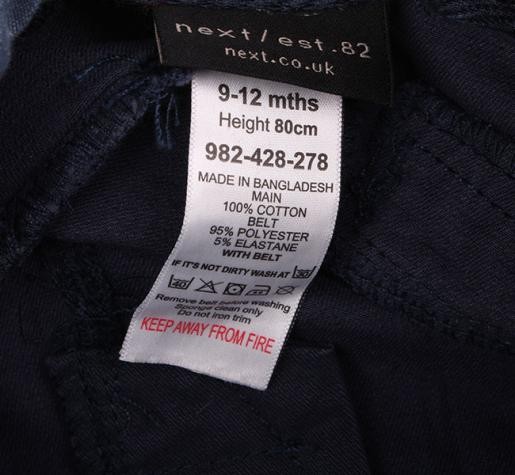 next/est.82
next.co.uk
9-12 mths
Height 80cm
982-428-278
MADE IN BANGLADESH
MAIN
100% COTTON
BELT
95% POLYESTER
5% ELASTANE
WITH BELT
IF IT'S NOT DIRTY WASH AT 30
40
Remove belt before washing
Sponge clean only
Do not iron trim
KEEP AWAY FROM FIRE